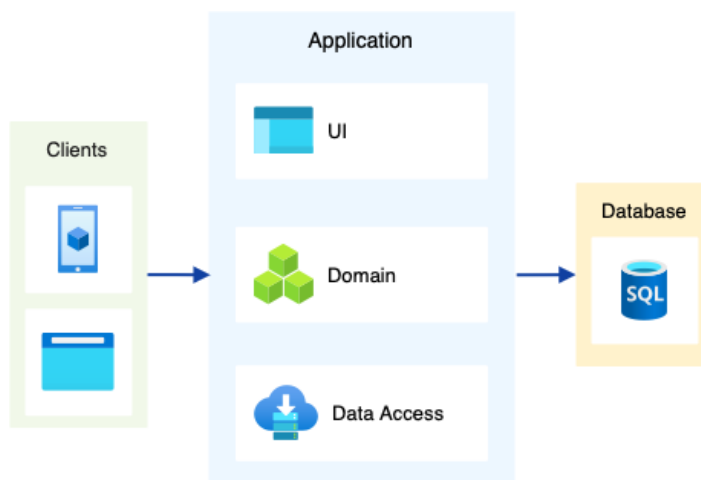 Application
UI
Clients
Database
Domain
SQL
Data Access